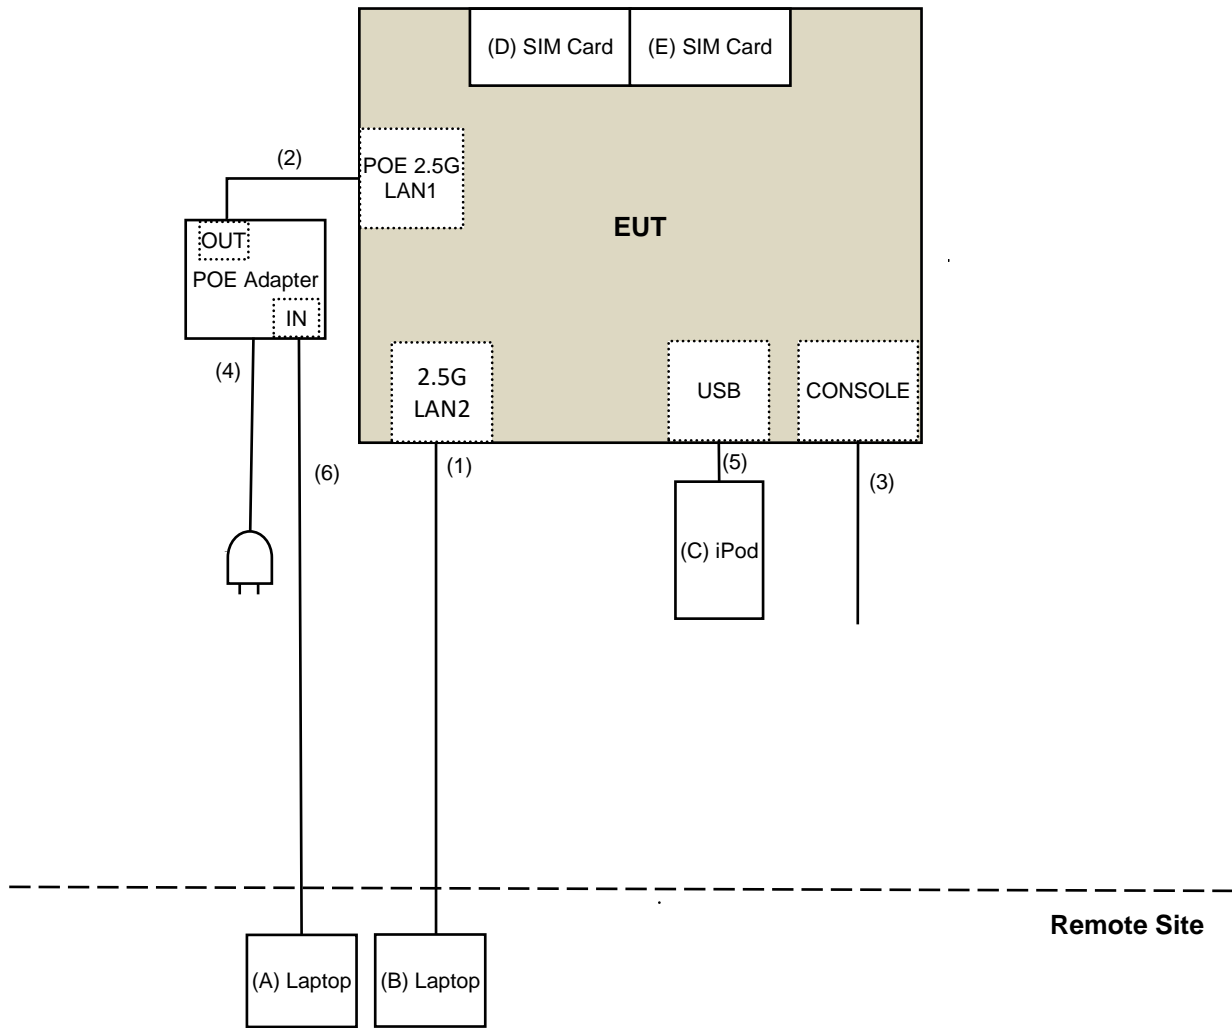 (D) SIM Card
(E) SIM Card
(2)
POE 2.5G
LAN1
EUT
OUT
POE Adapter
IN
(4)
2.5G
LAN2
USB
CONSOLE
(6)
(1)
(5)
(3)
(C) iPod
Remote Site
(A) Laptop
(B) Laptop